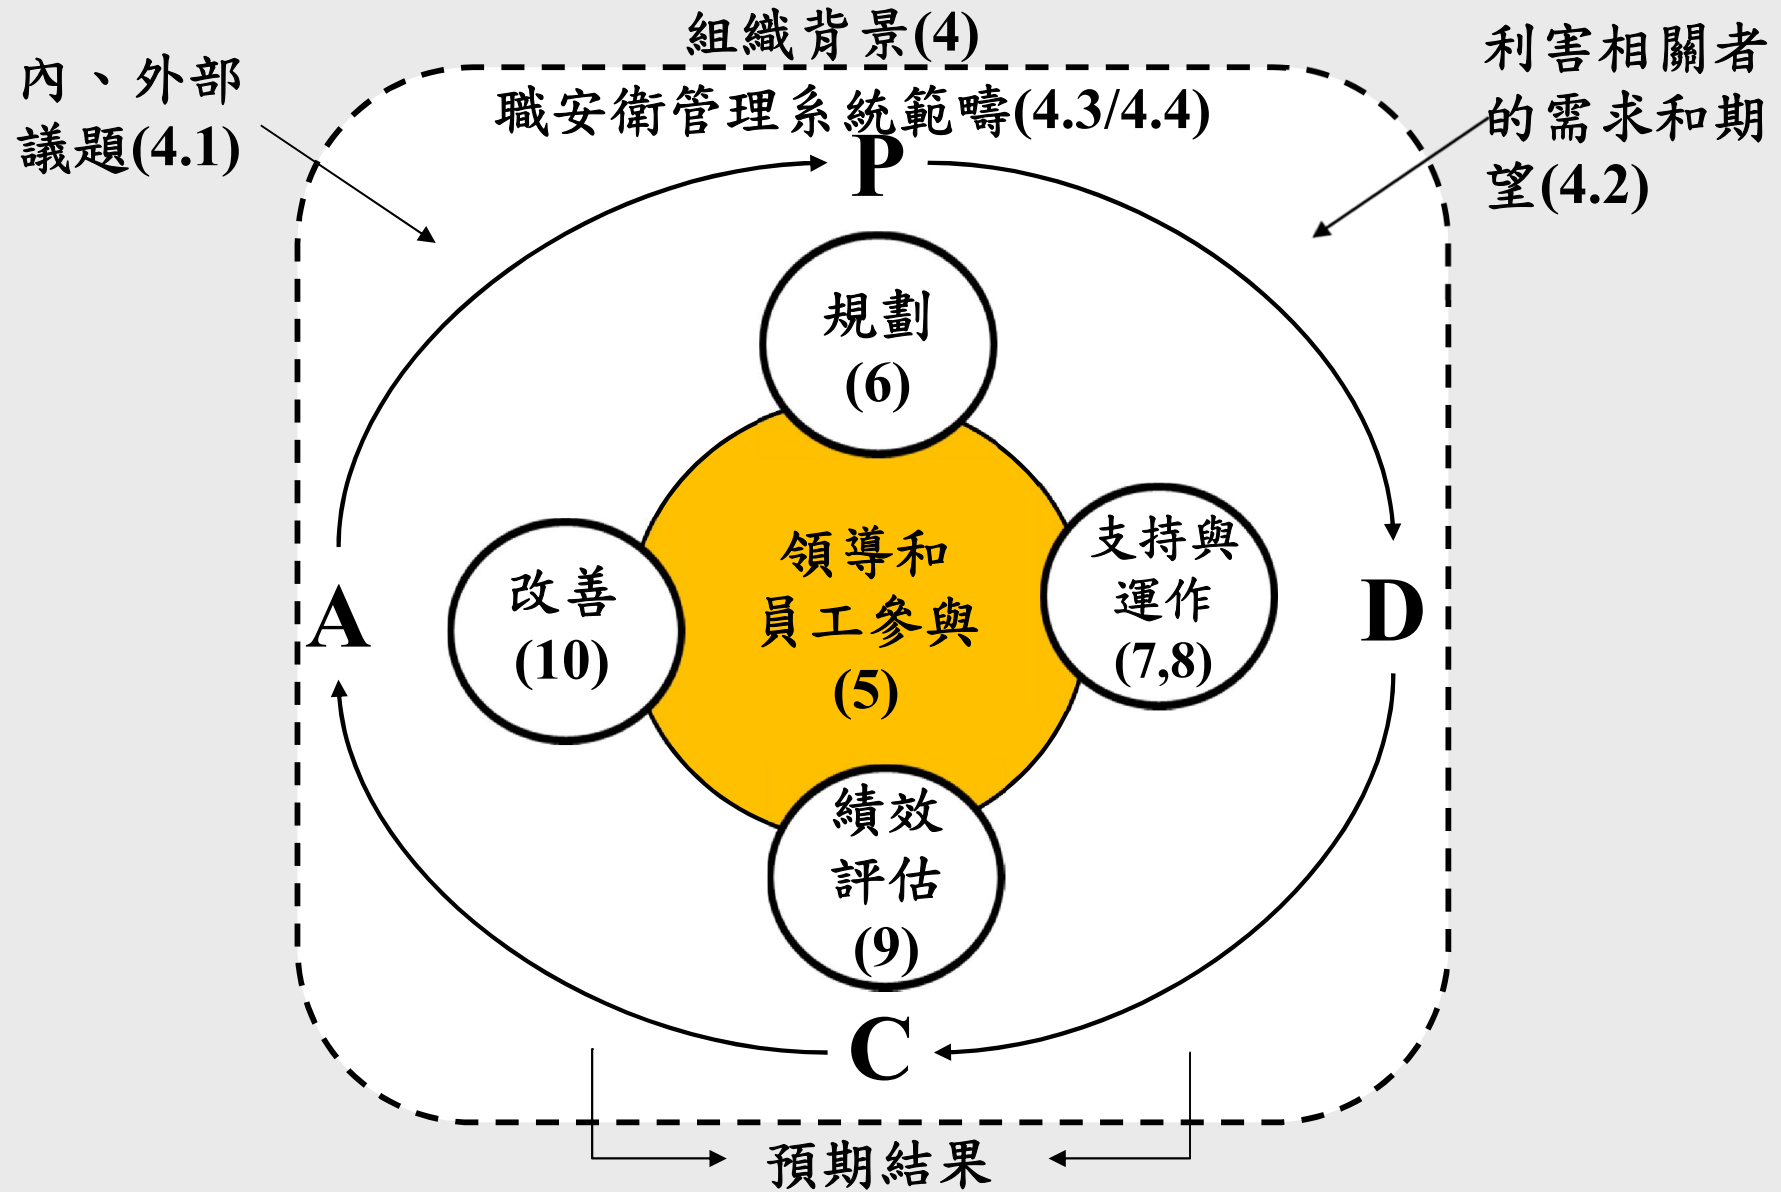 組織背景(4)
內、外部
議題(4.1)
職安衛管理系統範疇(4.3/4.4)
利害相關者
的需求和期
望(4.2)
P
規劃
(6)
領導和
員工參與
(5)
支持與
運作
(7,8)
D
A
改善
(10)
績效
評估
(9)
C
預期結果